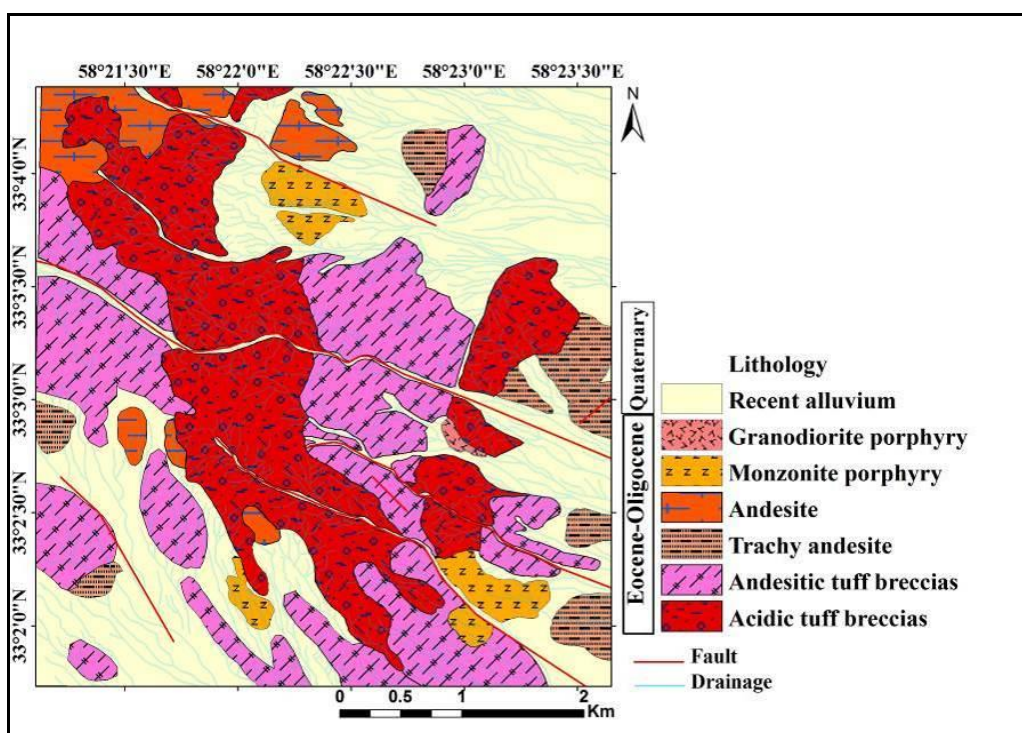 58°21'30"E 58°22'0"E 58°22'30"E 58°23'0"E 58°23'30"E
N
33°4'0"N
33°3'30"N
33°3'0"N
33°2'30"N
33°2'0"N
Quaternary
Eocene-Oligocene
Lithology
Recent alluvium
Granodiorite porphyry
Monzonite porphyry
Andesite
Trachy andesite
Andesitic tuff breccias
Acidic tuff breccias
Fault
Drainage
0 0.5 1 2
Km